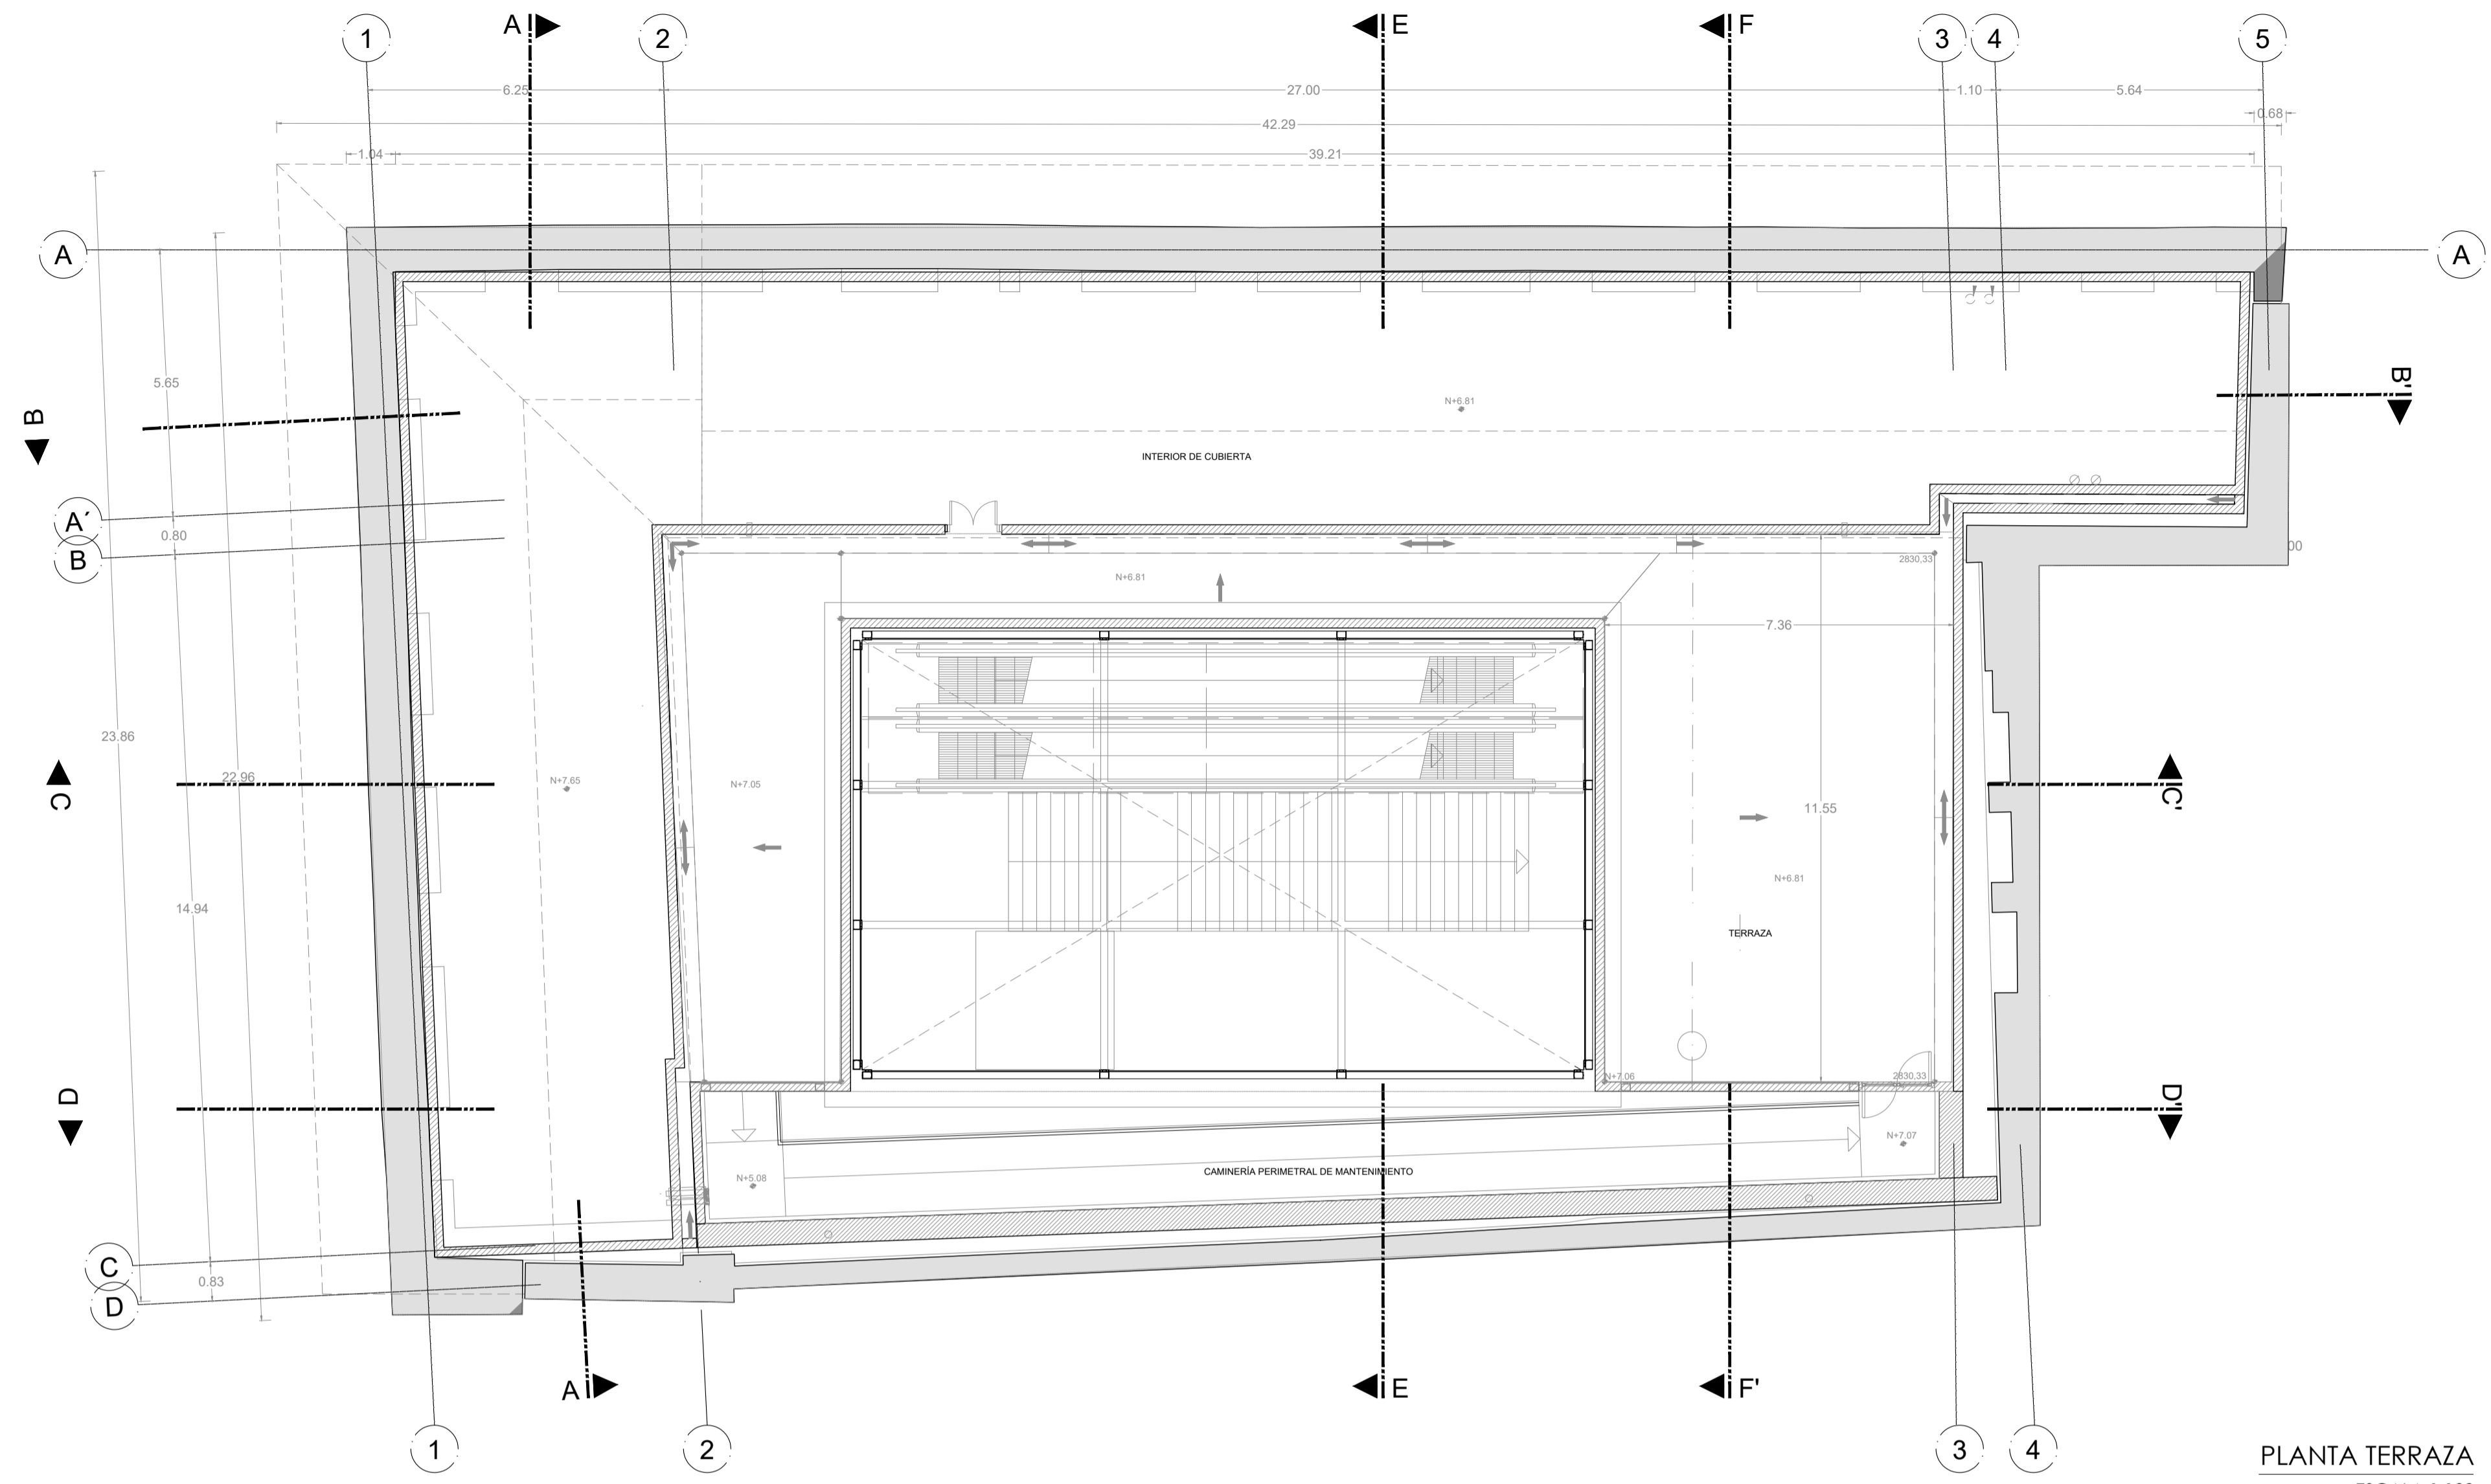 1
A
2
E
F
3
4
5
6.25
27.00
1.10
5.64
0.68
42.29
1.04
39.21
A
A
5.65
B
B'
N+6.81
INTERIOR DE CUBIERTA
A´
0.80
B
00
2830,33
N+6.81
7.36
23.86
22.96
N+7.65
N+7.05
C
C'
11.55
N+6.81
14.94
TERRAZA
N+7.06
2830,33
D
D'
N+7.07
CAMINERÍA PERIMETRAL DE MANTENIMIENTO
N+5.08
C
0.83
D
A
E
F'
1
2
3
4
PLANTA TERRAZA